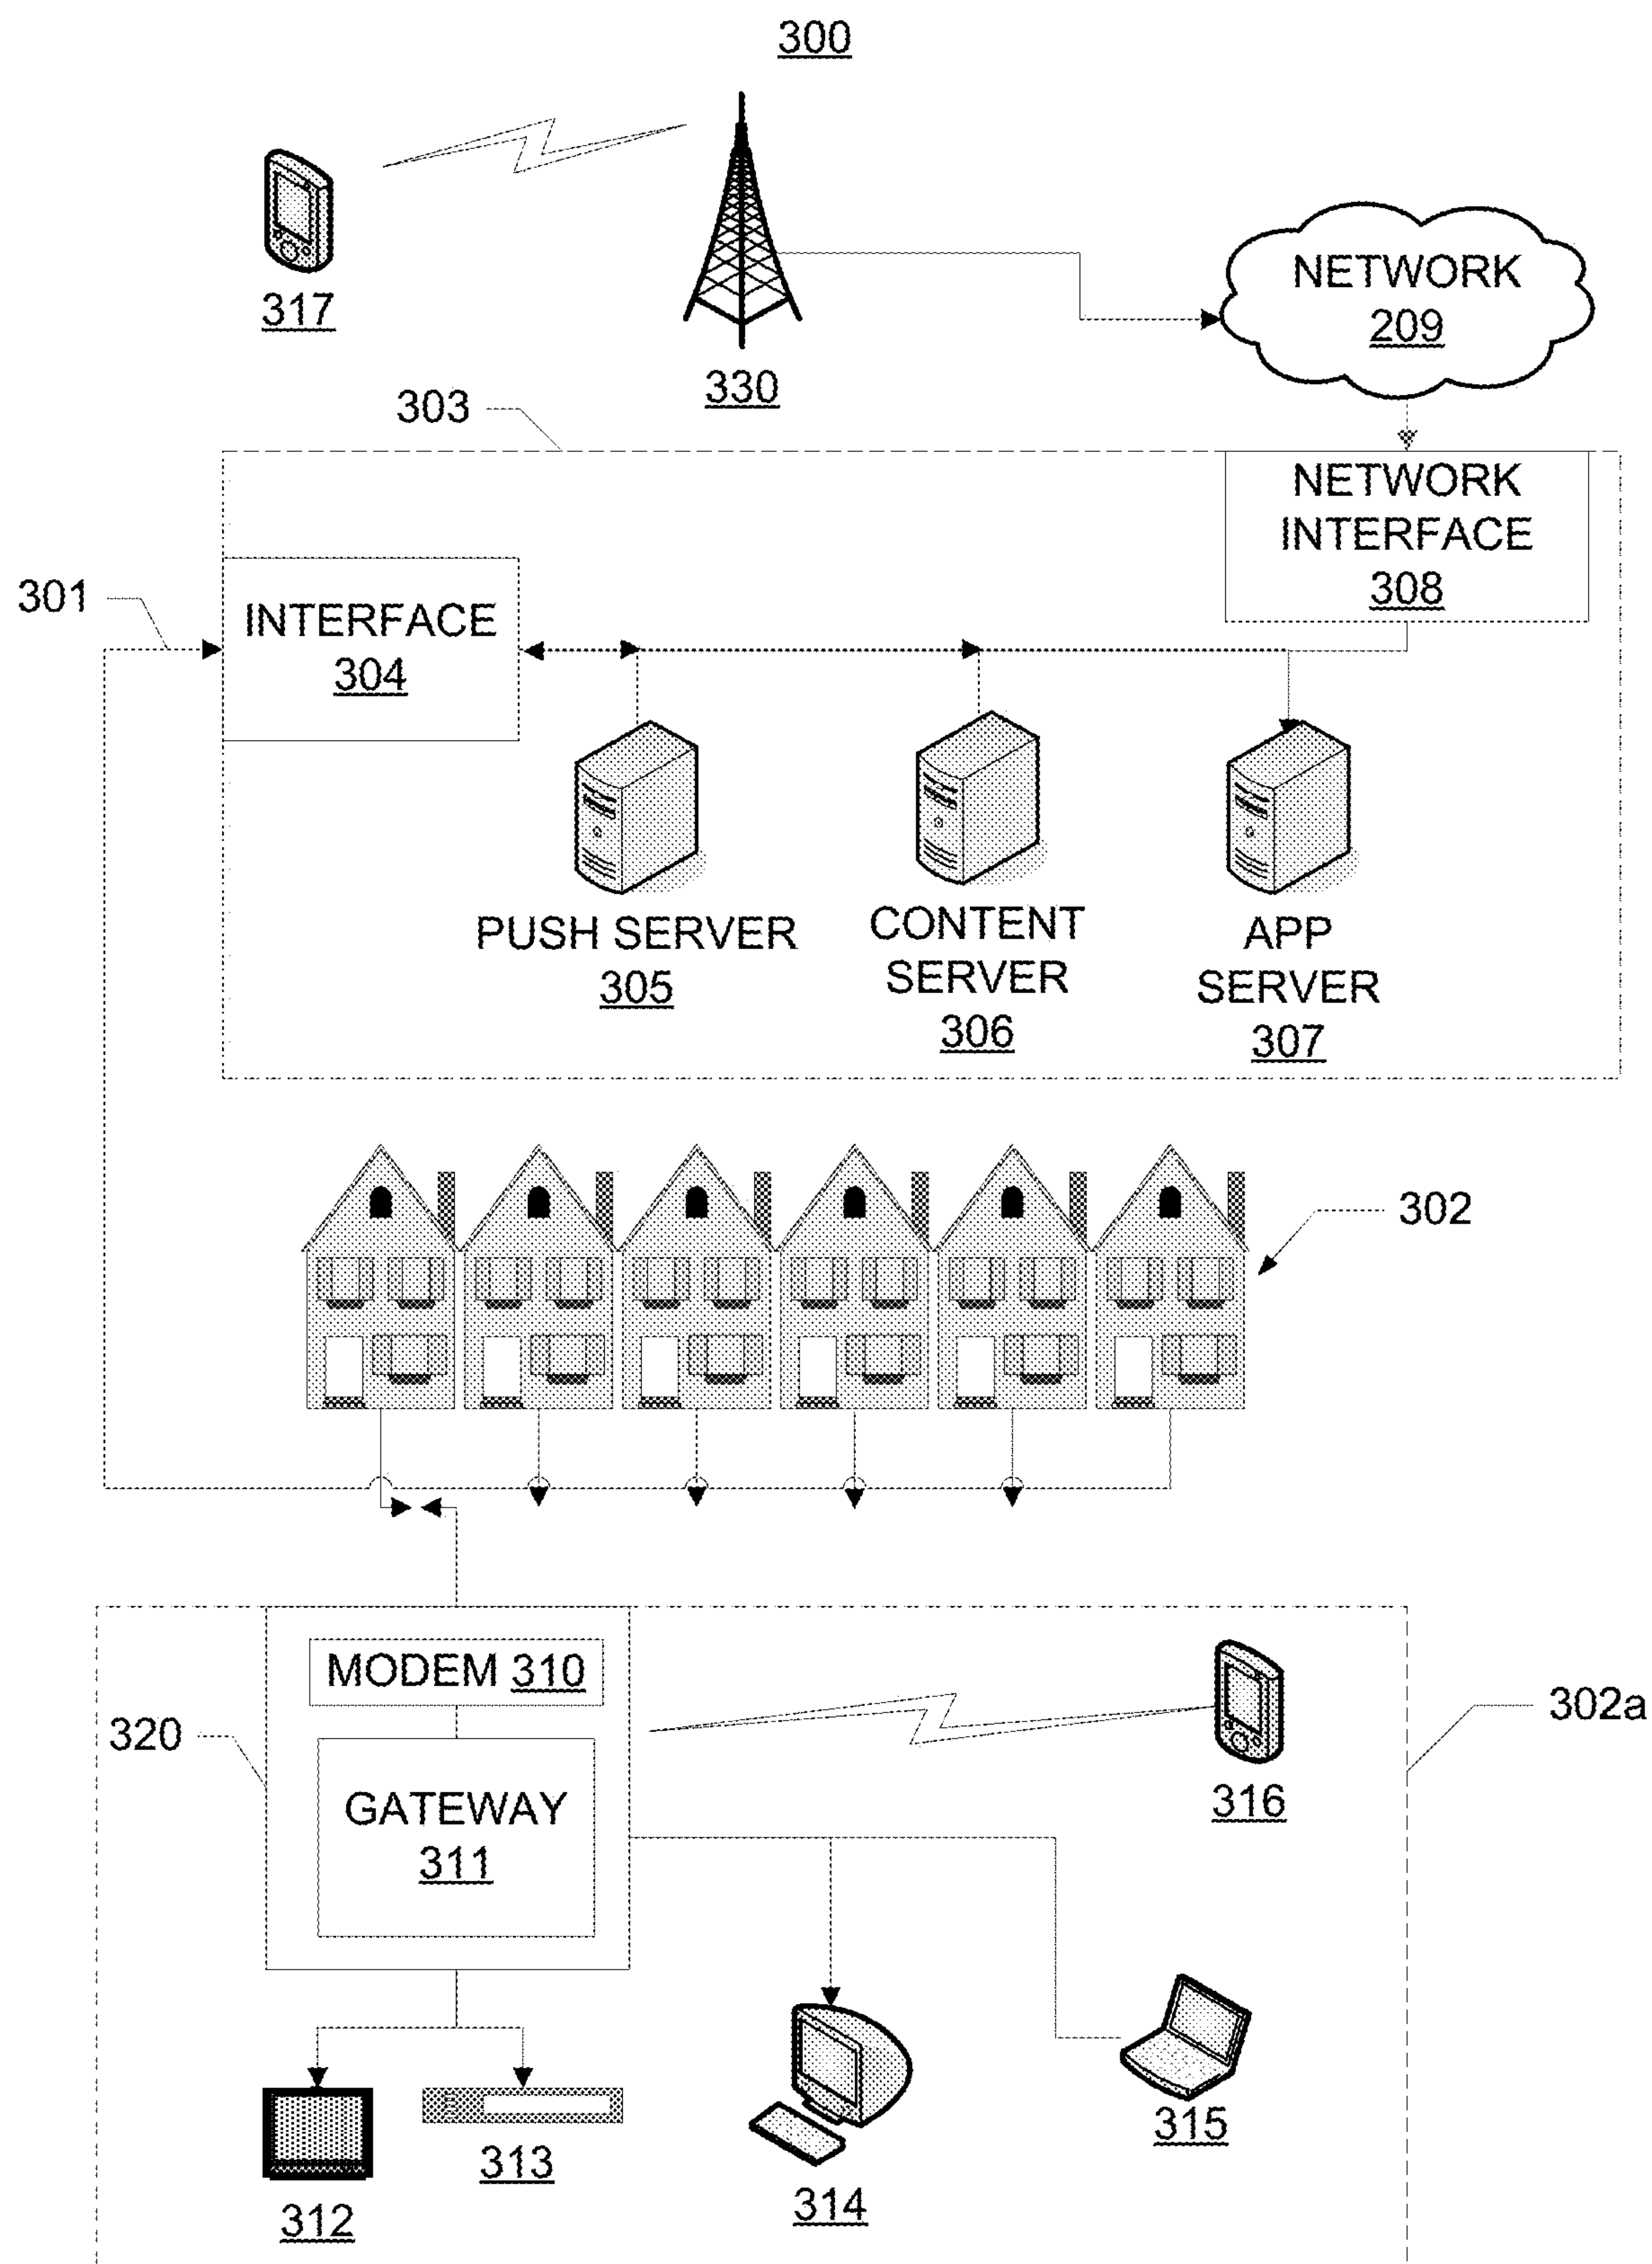 300
317
330
NETWORK
209
303
NETWORK
INTERFACE
308
301
INTERFACE
304
PUSH SERVER
305
CONTENT
SERVER
306
APP
SERVER
307
302
MODEM 310
320
302a
GATEWAY
311
316
312
313
314
315